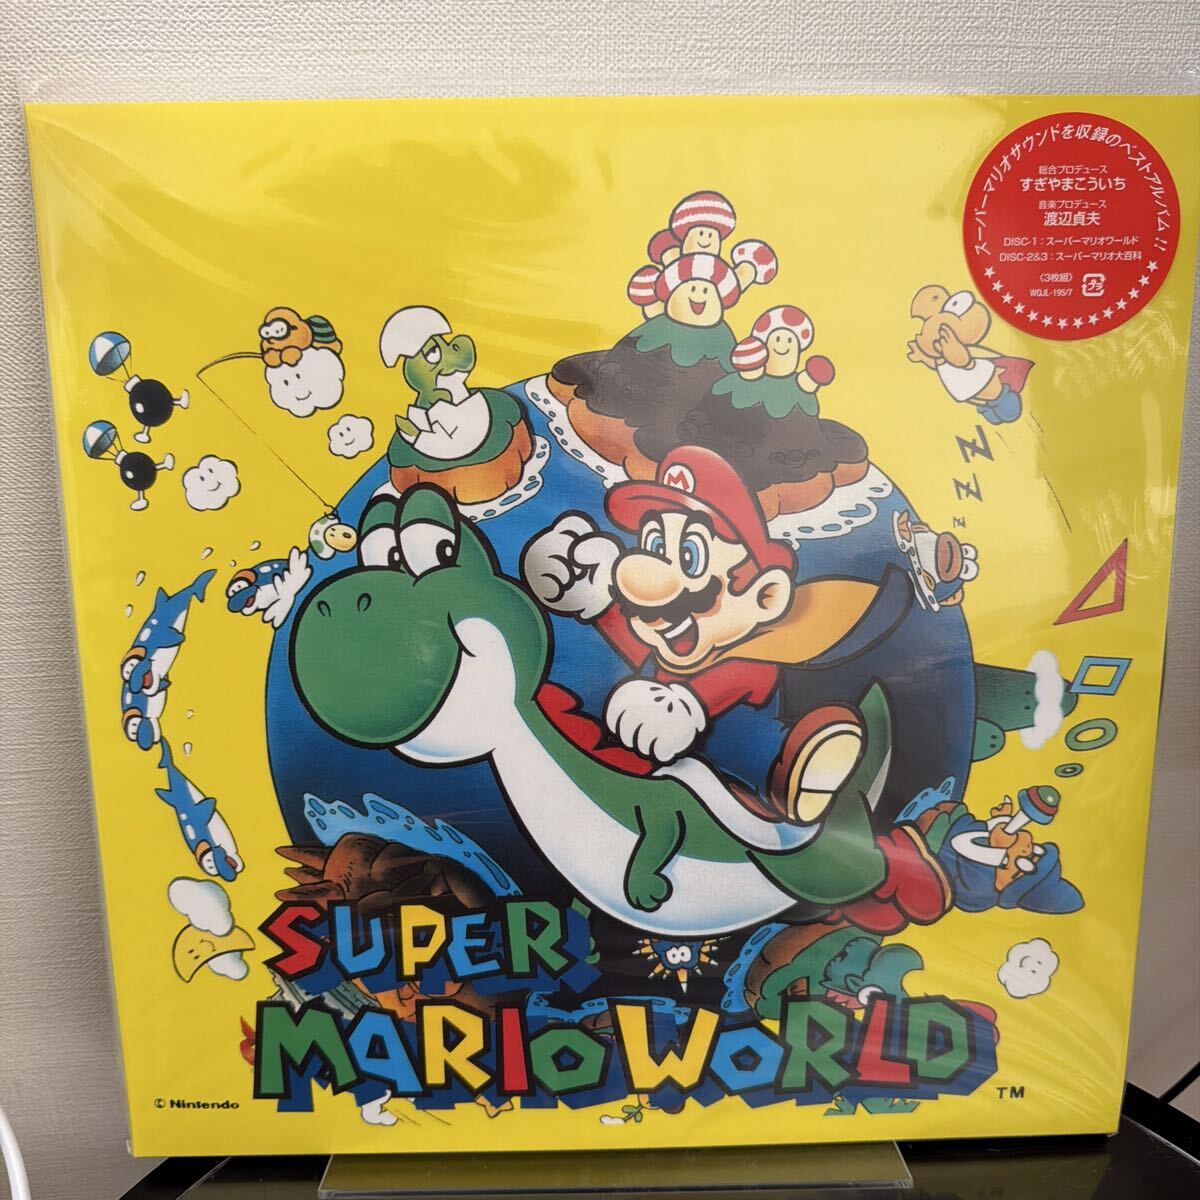 スーパーマリオサウンドを収録のベストアルバム!!
総合プロデュース
すぎやまこういち
音楽プロデュース
渡辺貞夫
DISC-1:スーパーマリオワールド
DISC-2&3:スーパーマリオ大百科
〈3枚組〉
WQJL-195/7
Z
Z
Z
M
SUPER
MARIO WORLD
TM
© Nintendo